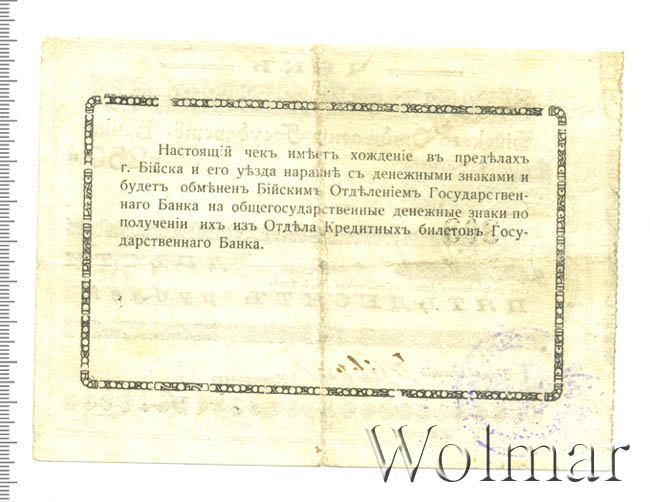 Настоящій чекъ имѣетъ хожденіе въ предѣлахъ
г. Бійска и его уѣзда наравнѣ съ денежными знаками и
будетъ обмѣненъ Бійскимъ Отдѣленіемъ Государствен-
наго Банка на общегосударственные денежные знаки по
полученіи ихъ изъ Отдѣла Кредитныхъ билетовъ Госу-
дарственнаго Банка.
Wolmar